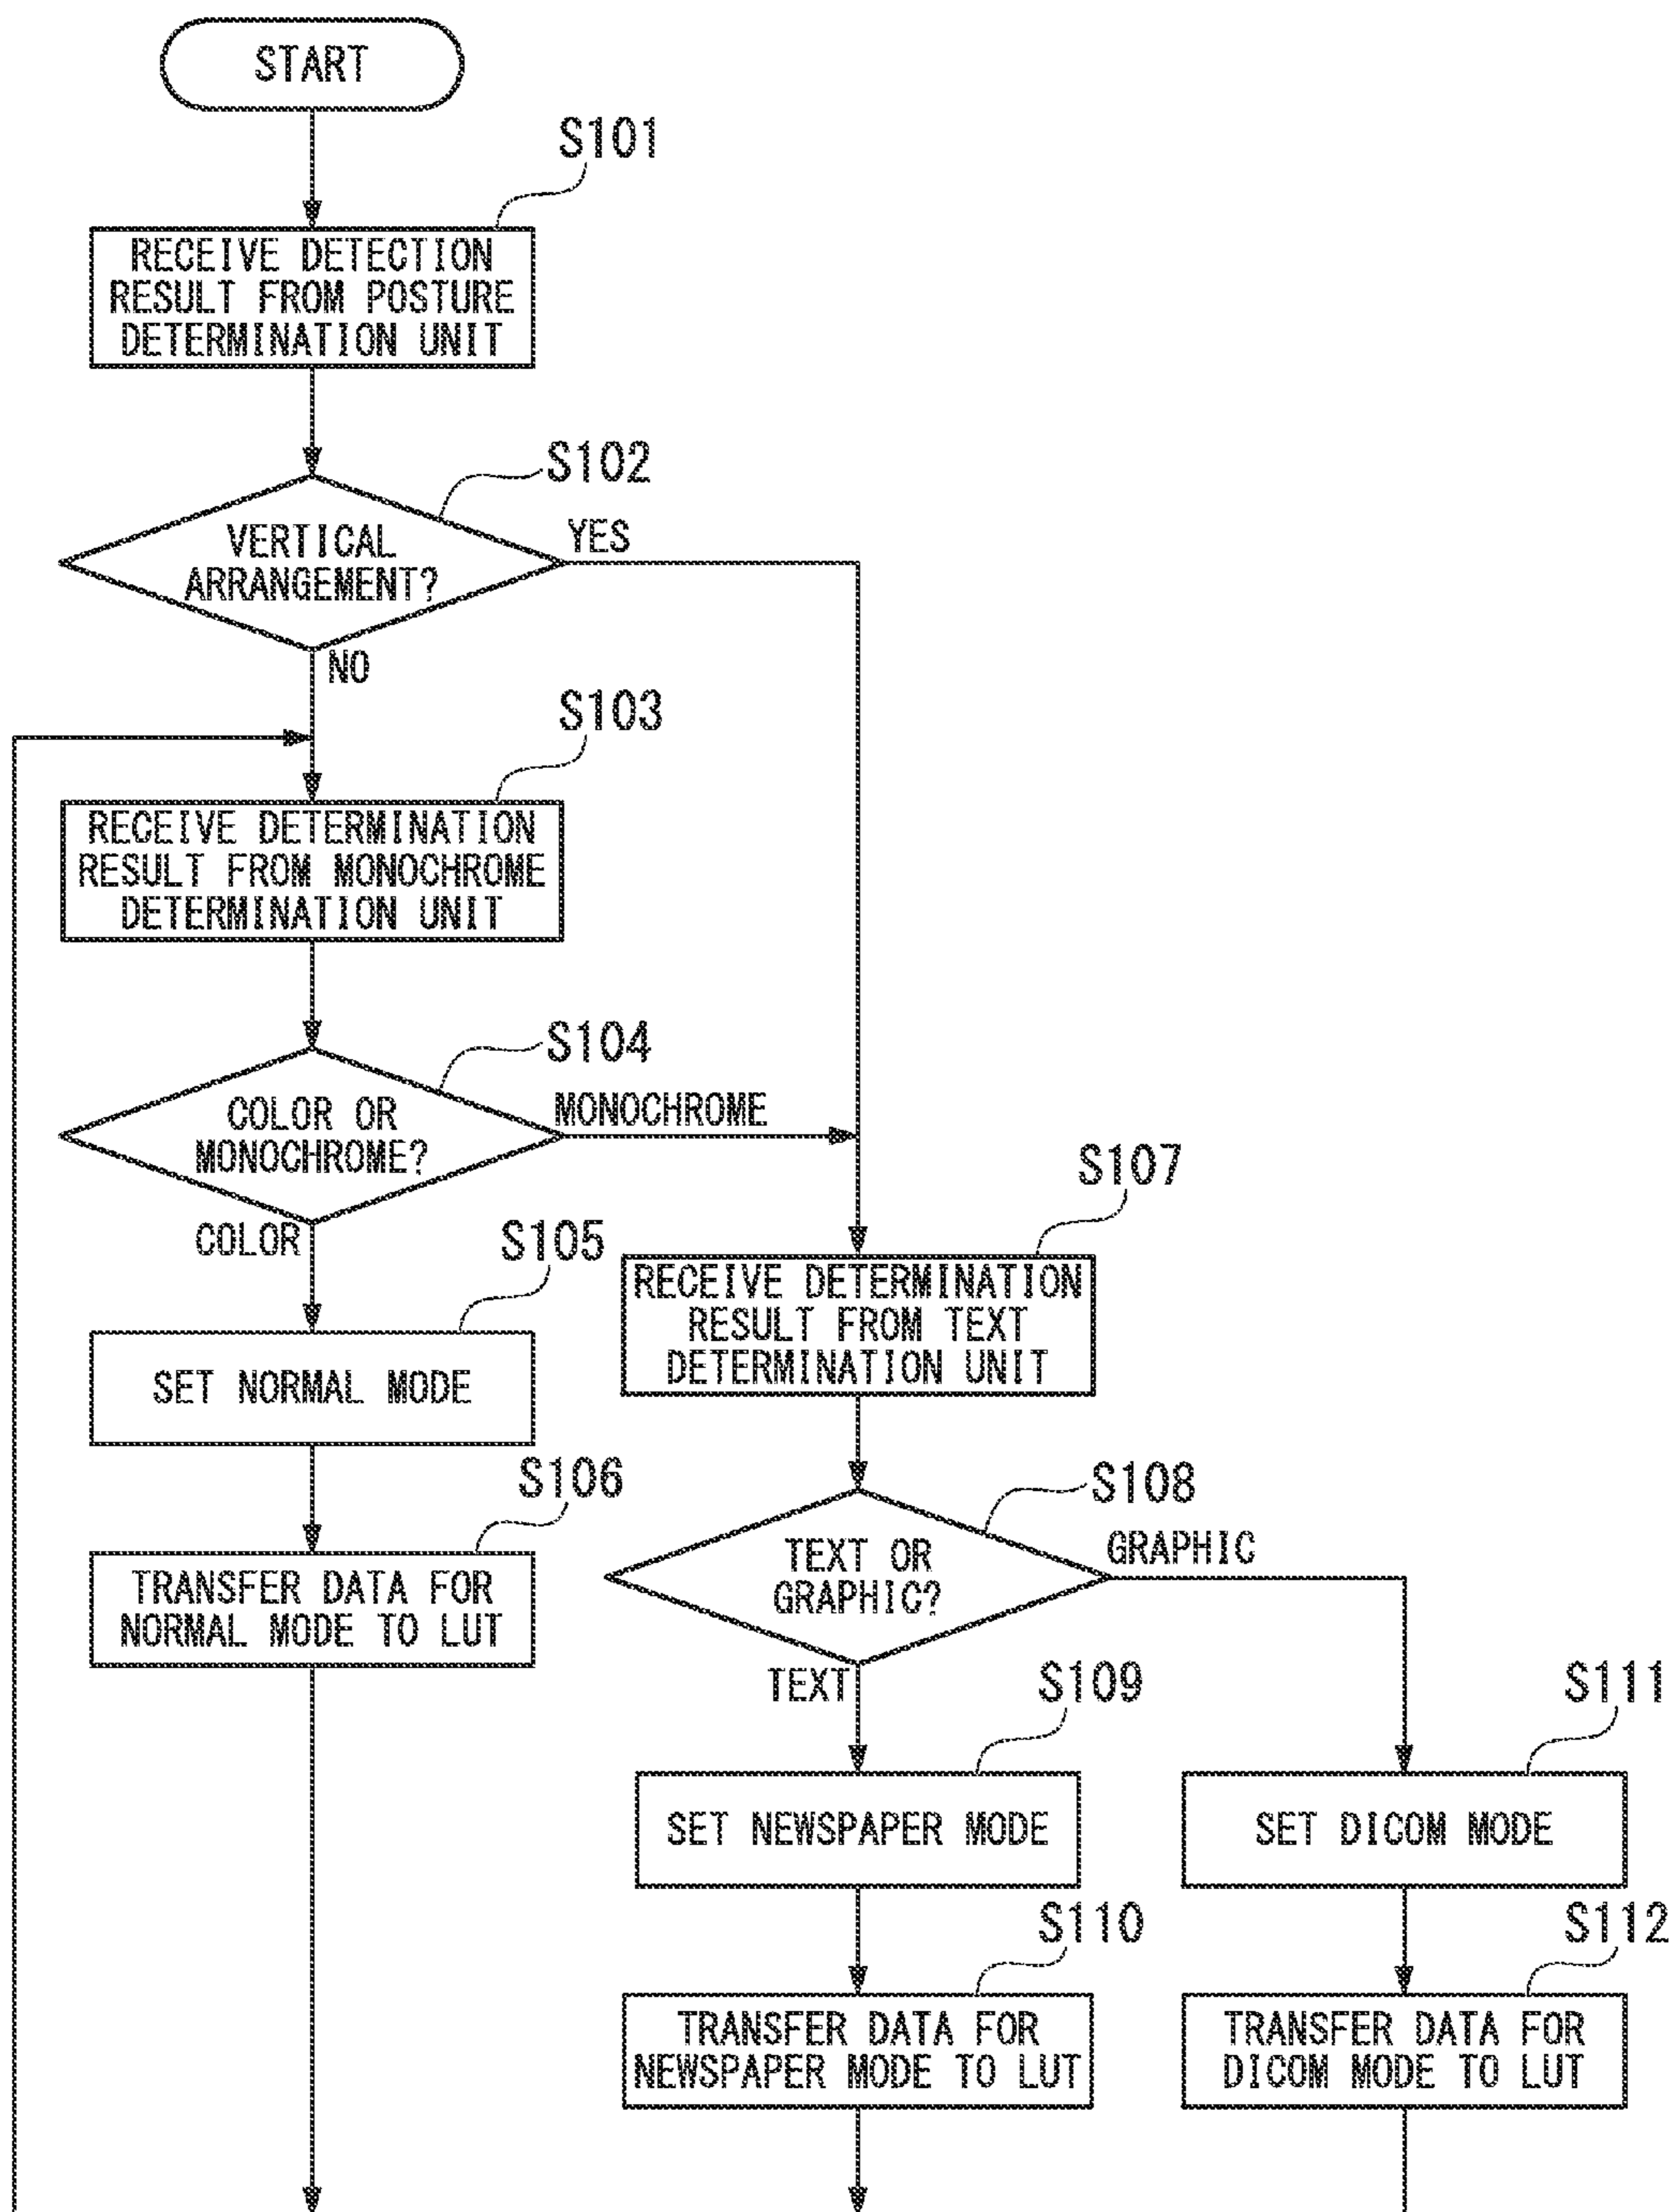 START
S101
RECEIVE DETECTION
RESULT FROM POSTURE
DETERMINATION UNIT
S102
VERTICAL
ARRANGEMENT?
YES
NO
S103
RECEIVE DETERMINATION
RESULT FROM MONOCHROME
DETERMINATION UNIT
S104
COLOR OR
MONOCHROME?
MONOCHROME
COLOR
S105
SET NORMAL MODE
S106
TRANSFER DATA FOR
NORMAL MODE TO LUT
S107
RECEIVE DETERMINATION
RESULT FROM TEXT
DETERMINATION UNIT
S108
TEXT OR
GRAPHIC?
GRAPHIC
TEXT
S109
SET NEWSPAPER MODE
S110
TRANSFER DATA FOR
NEWSPAPER MODE TO LUT
S111
SET DICOM MODE
S112
TRANSFER DATA FOR
DICOM MODE TO LUT